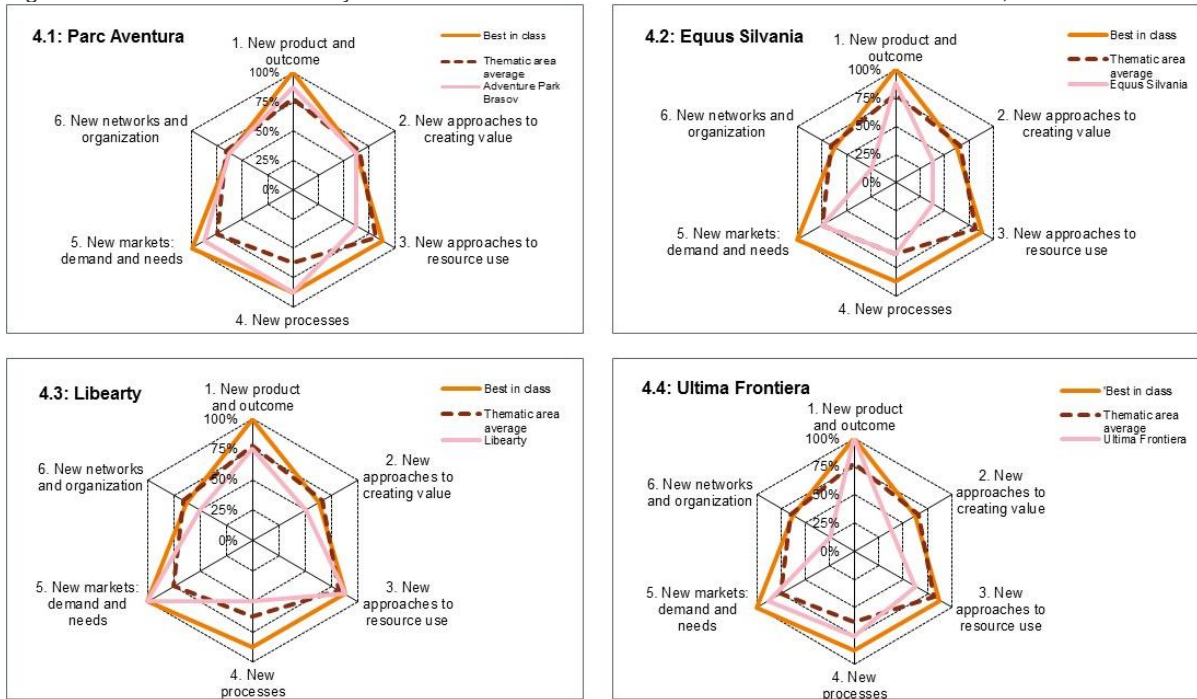 4.1: Parc Aventura
1. New product and
outcome
100%
75%
50%
25%
0%
2. New approaches to
creating value
3. New approaches to
resource use
4. New processes
5. New markets:
demand and needs
6. New networks and
organization
Best in class
Thematic area
average
Adventure Park
Brasov
4.2: Equus Silvania
1. New product and
outcome
100%
75%
50%
25%
0%
2. New approaches to
creating value
3. New approaches to
resource use
4. New processes
5. New markets:
demand and needs
6. New networks and
organization
Best in class
Thematic area
average
Equus Silvania
4.3: Libearty
1. New product
and outcome
100%
75%
50%
25%
0%
2. New
approaches to
creating value
3. New
approaches to
resource use
4. New
processes
5. New markets:
demand and
needs
6. New networks
and organization
Best in class
Thematic area
average
Libearty
4.4: Ultima Frontiera
1. New product
and outcome
100%
75%
50%
25%
0%
2. New
approaches to
creating value
3. New
approaches to
resource use
4. New
processes
5. New markets:
demand and
needs
6. New networks
and organization
'Best in class
Thematic area
average
Ultima Frontiera